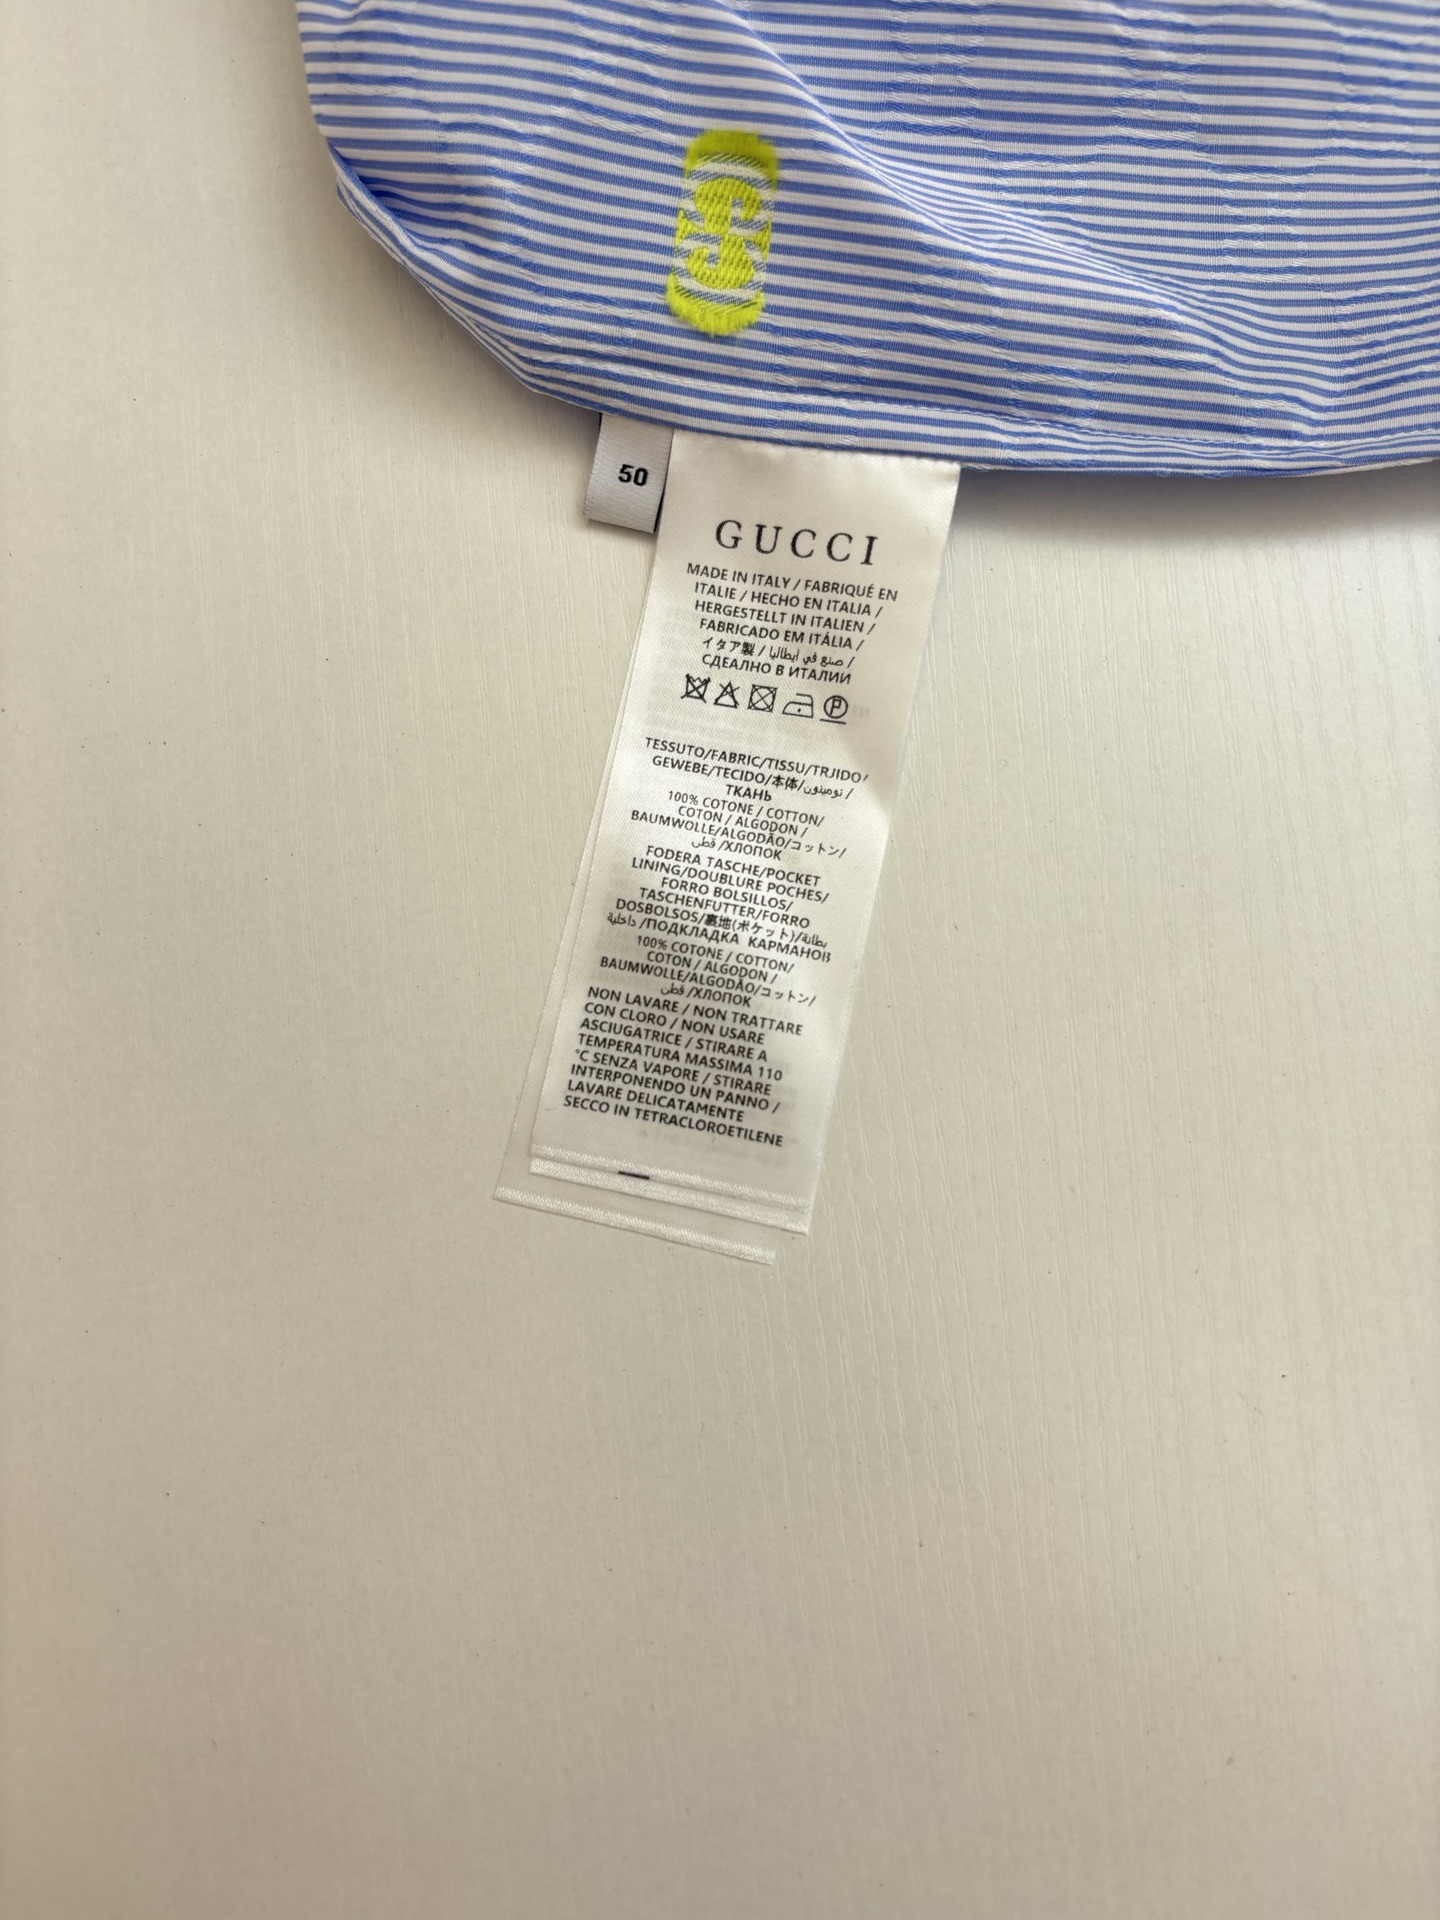 50
GUCCI
MADE IN ITALY / FABRIQUÉ EN
ITALIE / HECHO EN ITALIA /
HERGESTELLT IN ITALIEN /
FABRICADO EM ITÁLIA /
イタア製 / صنع في ايطاليا /
СДЕАЛНО В ИТАЛИИ
P
TESSUTO/FABRIC/TISSU/TRJIDO/
GEWEBE/TECIDO/本体/ /
ТКАНЬ
100% COTONE / COTTON/
COTON / ALGODON /
BAUMWOLLE/ALGODÃO/コットン/
قطن /ХЛОПОК
FODERA TASCHE/POCKET
LINING/DOUBLURE POCHES/
FORRO BOLSILLOS/
TASCHENFUTTER/FORRO
DOSBOLSOS/裏地(ポケット)/بطانة
داخلية /ПОДКЛАДКА КАРМАНОВ
100% COTONE / COTTON/
COTON / ALGODON /
BAUMWOLLE/ALGODÃO/コットン/
قطن /ХЛОПОК
NON LAVARE / NON TRATTARE
CON CLORO / NON USARE
ASCIUGATRICE / STIRARE A
TEMPERATURA MASSIMA 110
°C SENZA VAPORE / STIRARE
INTERPONENDO UN PANNO /
LAVARE DELICATAMENTE
SECCO IN TETRACLOROETILENE